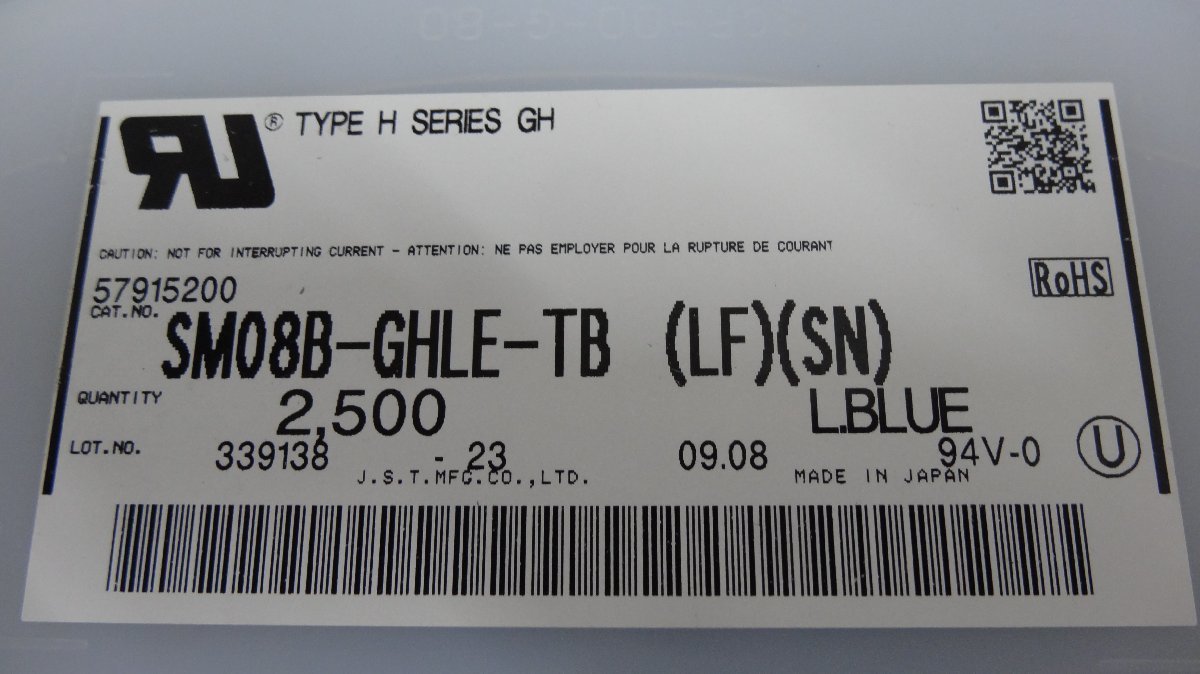 RU® TYPE H SERIES GH
CAUTION: NOT FOR INTERRUPTING CURRENT - ATTENTION: NE PAS EMPLOYER POUR LA RUPTURE DE COURANT
57915200
RoHS
CAT.NO. SM08B-GHLE-TB (LF)(SN)
QUANTITY 2,500 L.BLUE
LOT.NO. 339138 - 23 09.08 94V-0 U
J.S.T.MFG.CO.,LTD. MADE IN JAPAN